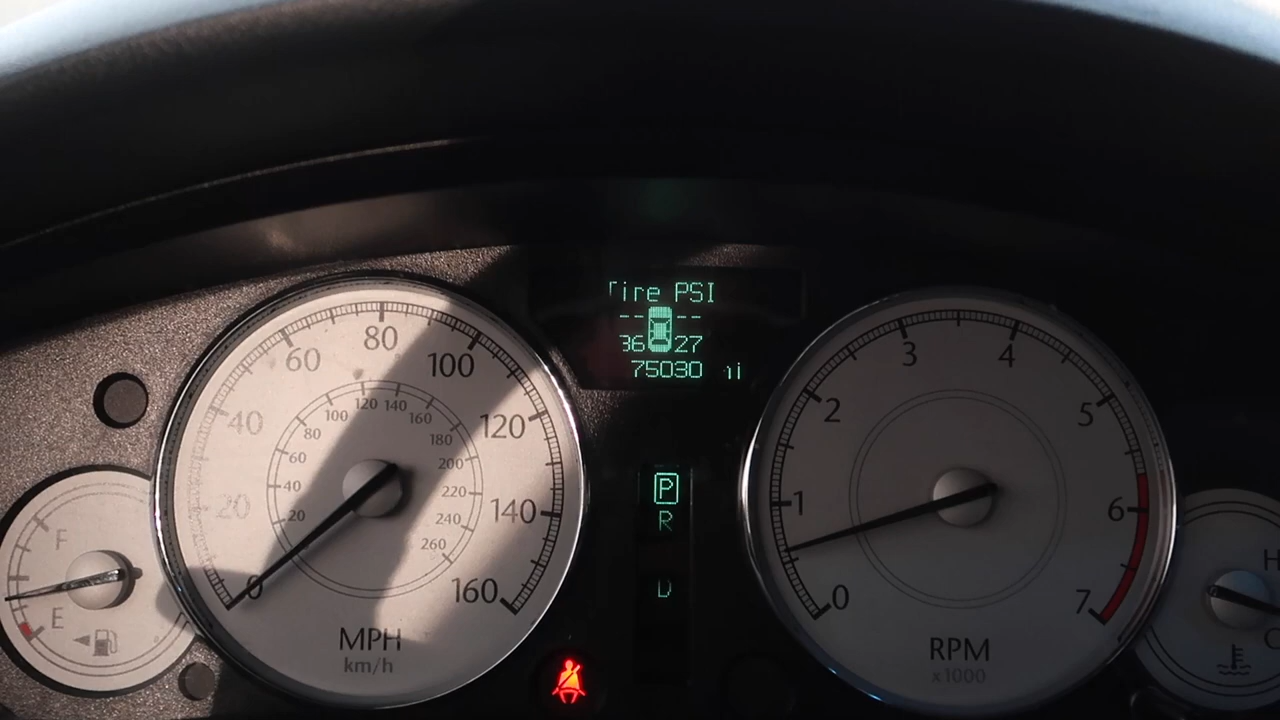 Tire PSI
-- --
36 27
75030 mi
0 20 40 60 80 100 120 140 160
20 40 60 80 100 120 140 160 180 200 220 240 260
MPH
km/h
F
E
P
R
D
0 1 2 3 4 5 6 7
RPM
x1000
H
C